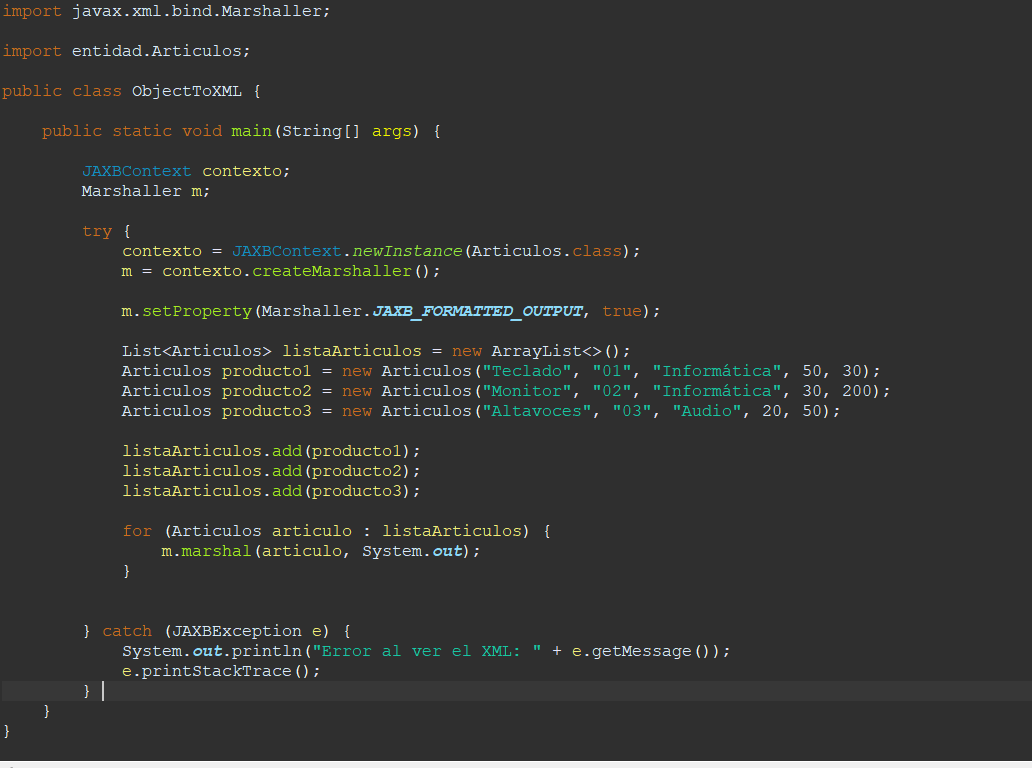 import javax.xml.bind.Marshaller;
import entidad.Articulos;
public class ObjectToXML {
public static void main(String[] args) {
JAXBContext contexto;
Marshaller m;
try {
contexto = JAXBContext.newInstance(Articulos.class);
m = contexto.createMarshaller();
m.setProperty(Marshaller.JAXB_FORMATTED_OUTPUT, true);
List<Articulos> listaArticulos = new ArrayList<>();
Articulos producto1 = new Articulos("Teclado", "01", "Informática", 50, 30);
Articulos producto2 = new Articulos("Monitor", "02", "Informática", 30, 200);
Articulos producto3 = new Articulos("Altavoces", "03", "Audio", 20, 50);
listaArticulos.add(producto1);
listaArticulos.add(producto2);
listaArticulos.add(producto3);
for (Articulos articulo : listaArticulos) {
m.marshal(articulo, System.out);
}
} catch (JAXBException e) {
System.out.println("Error al ver el XML: " + e.getMessage());
e.printStackTrace();
}
}
}